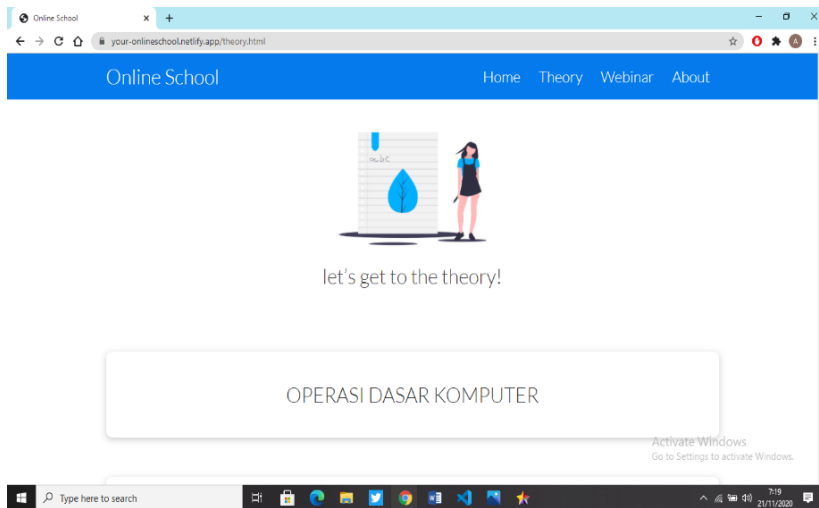 Online School
your-onlineschool.netlify.app/theory.html
A
Online School Home Theory Webinar About
abc
let's get to the theory!
OPERASI DASAR KOMPUTER
Activate Windows
Go to Settings to activate Windows.
Type here to search
7:19
21/11/2020